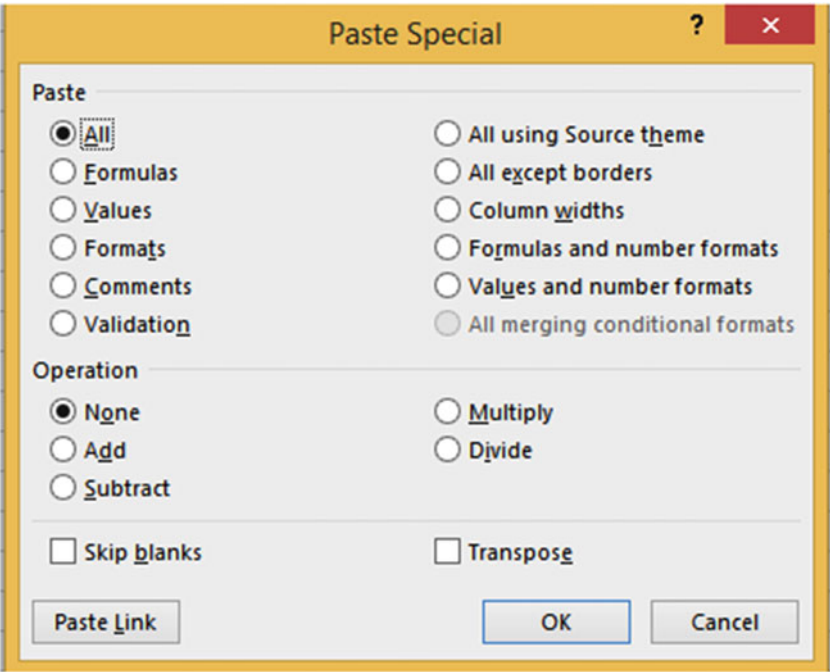 Paste Special
?
Paste
All
All using Source theme
Formulas
All except borders
Values
Column widths
Formats
Formulas and number formats
Comments
Values and number formats
Validation
All merging conditional formats
Operation
None
Multiply
Add
Divide
Subtract
Skip blanks
Transpose
Paste Link
OK
Cancel